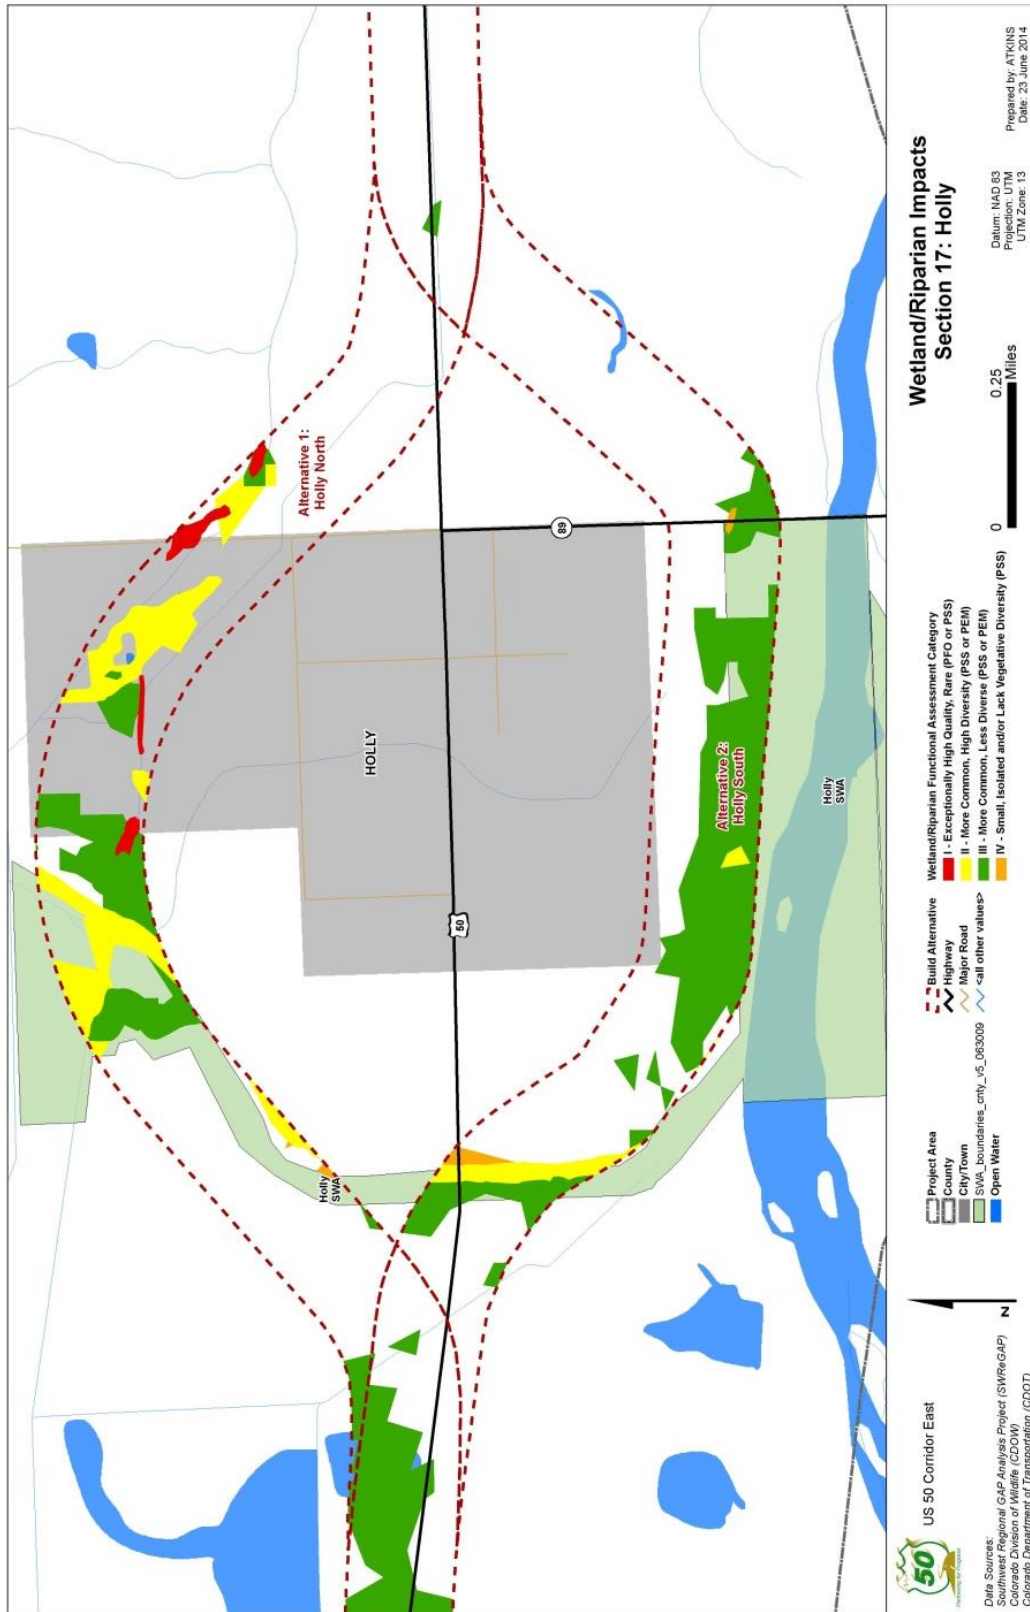 Alternative 1:
Holly North
89
HOLLY
50
Alternative 2:
Holly South
Holly
SWA
Holly
SWA
50
US 50 Corridor East
Data Sources:
Southwest Regional GAP Analysis Project (SWReGAP)
Colorado Division of Wildlife (CDOW)
Colorado Department of Transportation (CDOT)
N
Project Area
County
City/Town
SWA_boundaries_cnty_v5_063009
Open Water
Build Alternative
Highway
Major Road
<all other values>
Wetland/Riparian Functional Assessment Category
I - Exceptionally High Quality, Rare (PFO or PSS)
II - More Common, High Diversity (PSS or PEM)
III - More Common, Less Diverse (PSS or PEM)
IV - Small, Isolated and/or Lack Vegetative Diversity (PSS)
0 0.25
Miles
Wetland/Riparian Impacts
Section 17: Holly
Datum: NAD 83
Projection: UTM
UTM Zone: 13
Prepared by: ATKINS
Date: 23 June 2014